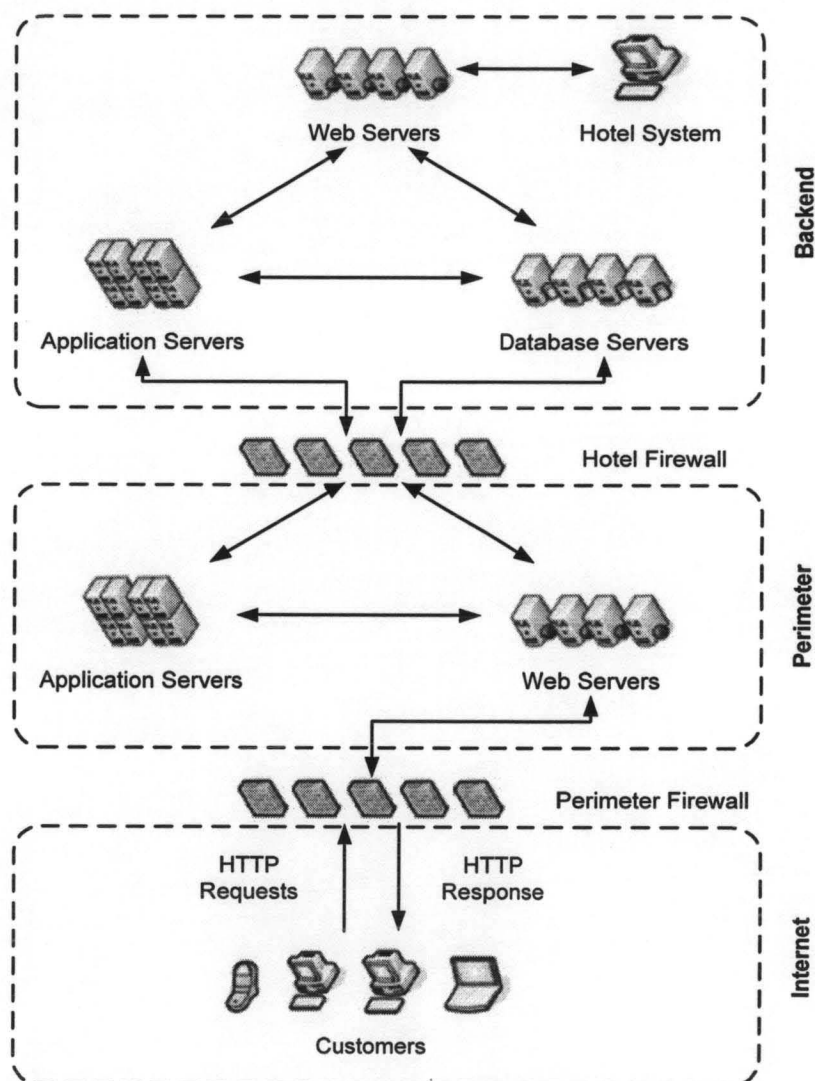 Web Servers
Hotel System
Application Servers
Database Servers
Backend
Hotel Firewall
Application Servers
Web Servers
Perimeter
Perimeter Firewall
HTTP
Requests
HTTP
Response
Customers
Internet